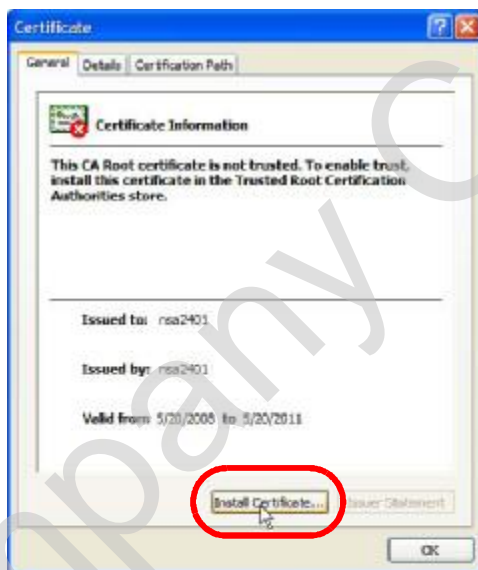 Certificate
General Details Certification Path
Certificate Information
This CA Root certificate is not trusted. To enable trust,
install this certificate in the Trusted Root Certification
Authorities store.
Issued to: nsa2401
Issued by: nsa2401
Valid from 5/20/2008 to 5/20/2011
Install Certificate... Issuer Statement
OK
mpany C